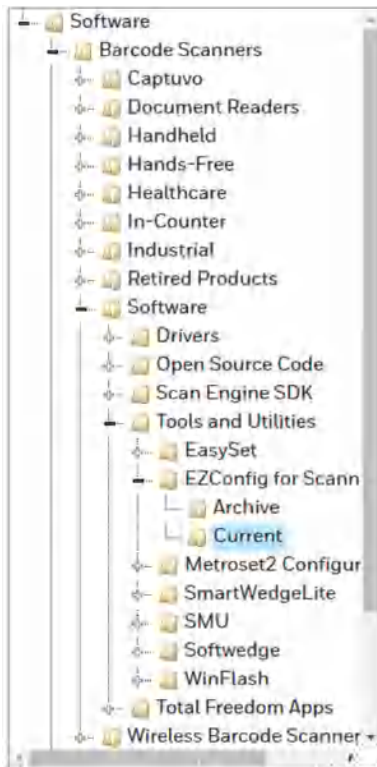 Software
Barcode Scanners
Captuvo
Document Readers
Handheld
Hands-Free
Healthcare
In-Counter
Industrial
Retired Products
Software
Drivers
Open Source Code
Scan Engine SDK
Tools and Utilities
EasySet
EZConfig for Scann
Archive
Current
Metroset2 Configur
SmartWedgeLite
SMU
Softwedge
WinFlash
Total Freedom Apps
Wireless Barcode Scanner